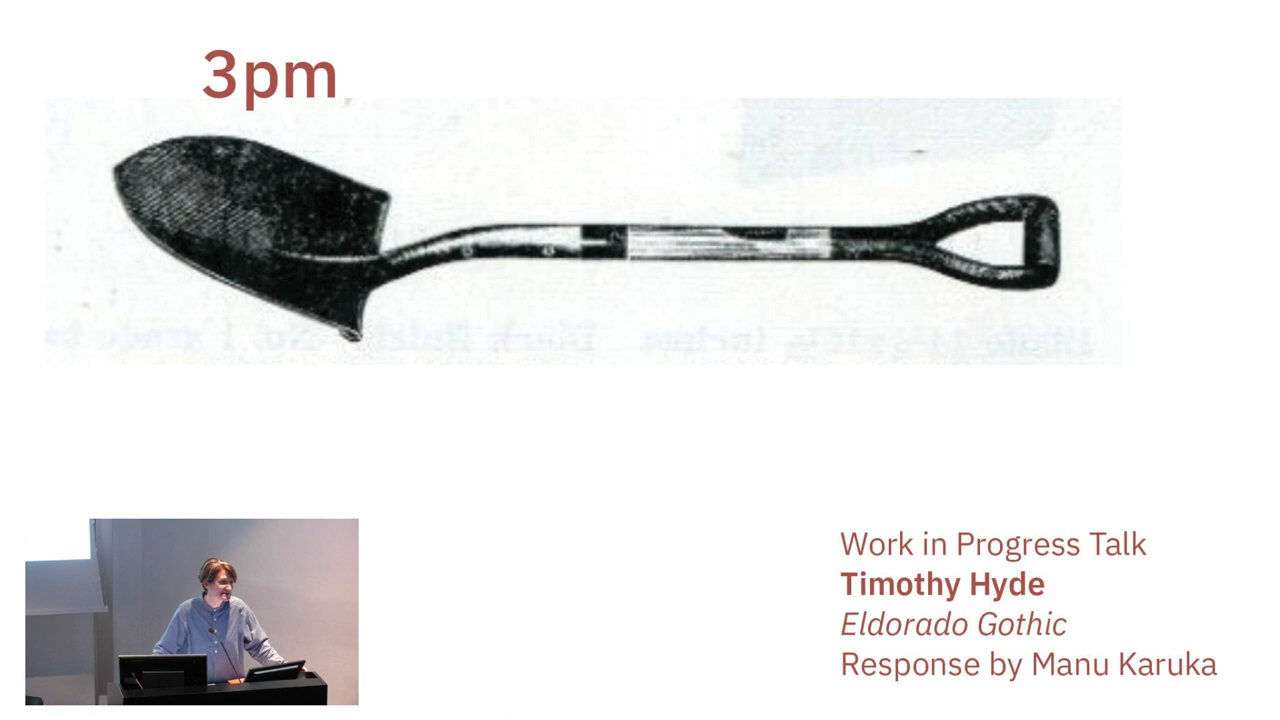 3pm
Work in Progress Talk
Timothy Hyde
Eldorado Gothic
Response by Manu Karuka